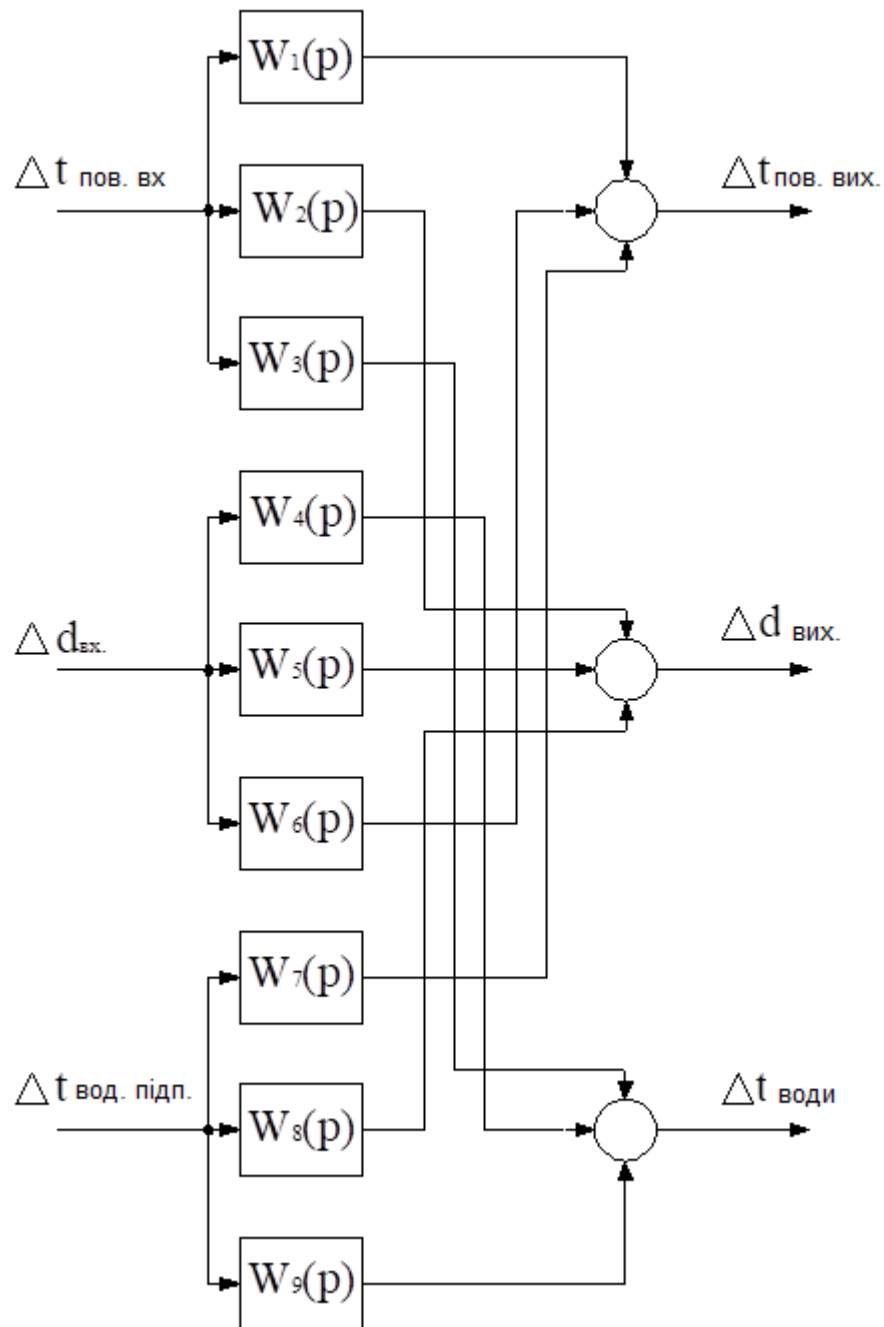 W₁(p)
△t пов. вх
△t пов. вих.
W₂(p)
W₃(p)
W₄(p)
△dвх.
△d вих.
W₅(p)
W₆(p)
W₇(p)
△t вод. підп.
△t води
W₈(p)
W₉(p)